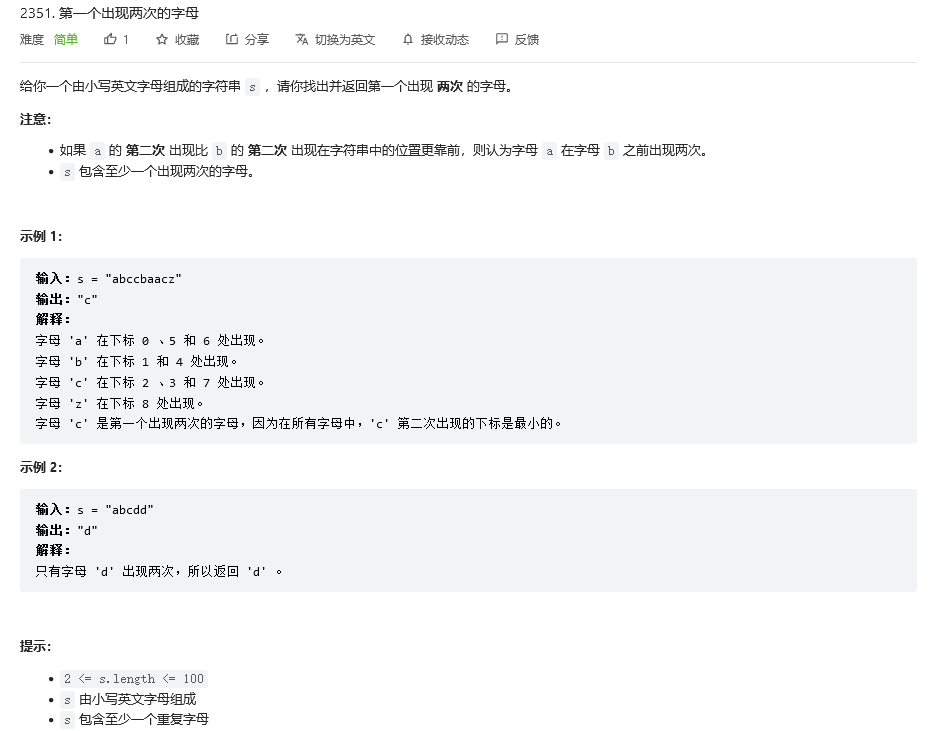 2351. 第一个出现两次的字母
难度 简单 1 收藏 分享 切换为英文 接收动态 反馈
给你一个由小写英文字母组成的字符串 s ，请你找出并返回第一个出现 两次 的字母。
注意：
如果 a 的 第二次 出现比 b 的 第二次 出现在字符串中的位置更靠前，则认为字母 a 在字母 b 之前出现两次。
s 包含至少一个出现两次的字母。
示例 1：
输入：s = "abccbaacz"
输出："c"
解释：
字母 'a' 在下标 0 、5 和 6 处出现。
字母 'b' 在下标 1 和 4 处出现。
字母 'c' 在下标 2 、3 和 7 处出现。
字母 'z' 在下标 8 处出现。
字母 'c' 是第一个出现两次的字母，因为在所有字母中，'c' 第二次出现的下标是最小的。
示例 2：
输入：s = "abcdd"
输出："d"
解释：
只有字母 'd' 出现两次，所以返回 'd' 。
提示：
2 <= s.length <= 100
s 由小写英文字母组成
s 包含至少一个重复字母